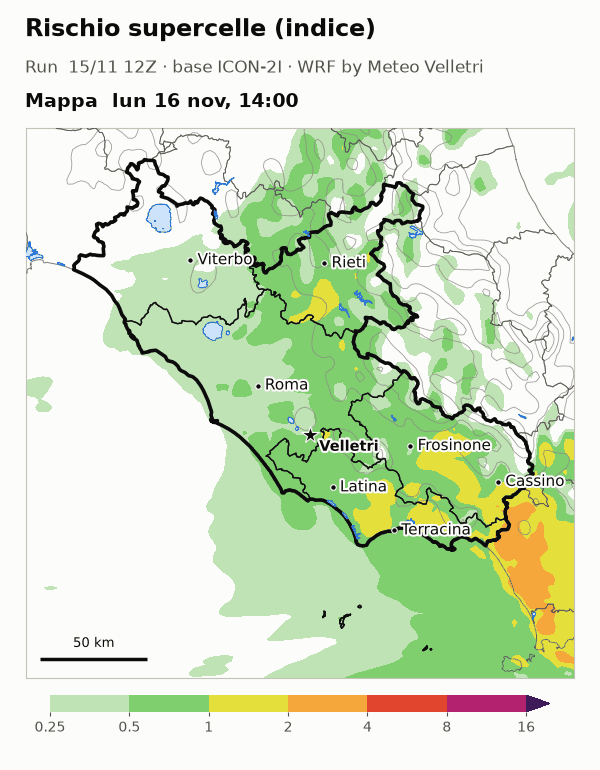 Rischio supercelle (indice)
Run  15/11 12Z · base ICON-2I · WRF by Meteo Velletri
Mappa  lun 16 nov, 14:00
Viterbo
Rieti
Roma
Velletri
Frosinone
Latina
Cassino
Terracina
50 km
0.25 0.5 1 2 4 8 16